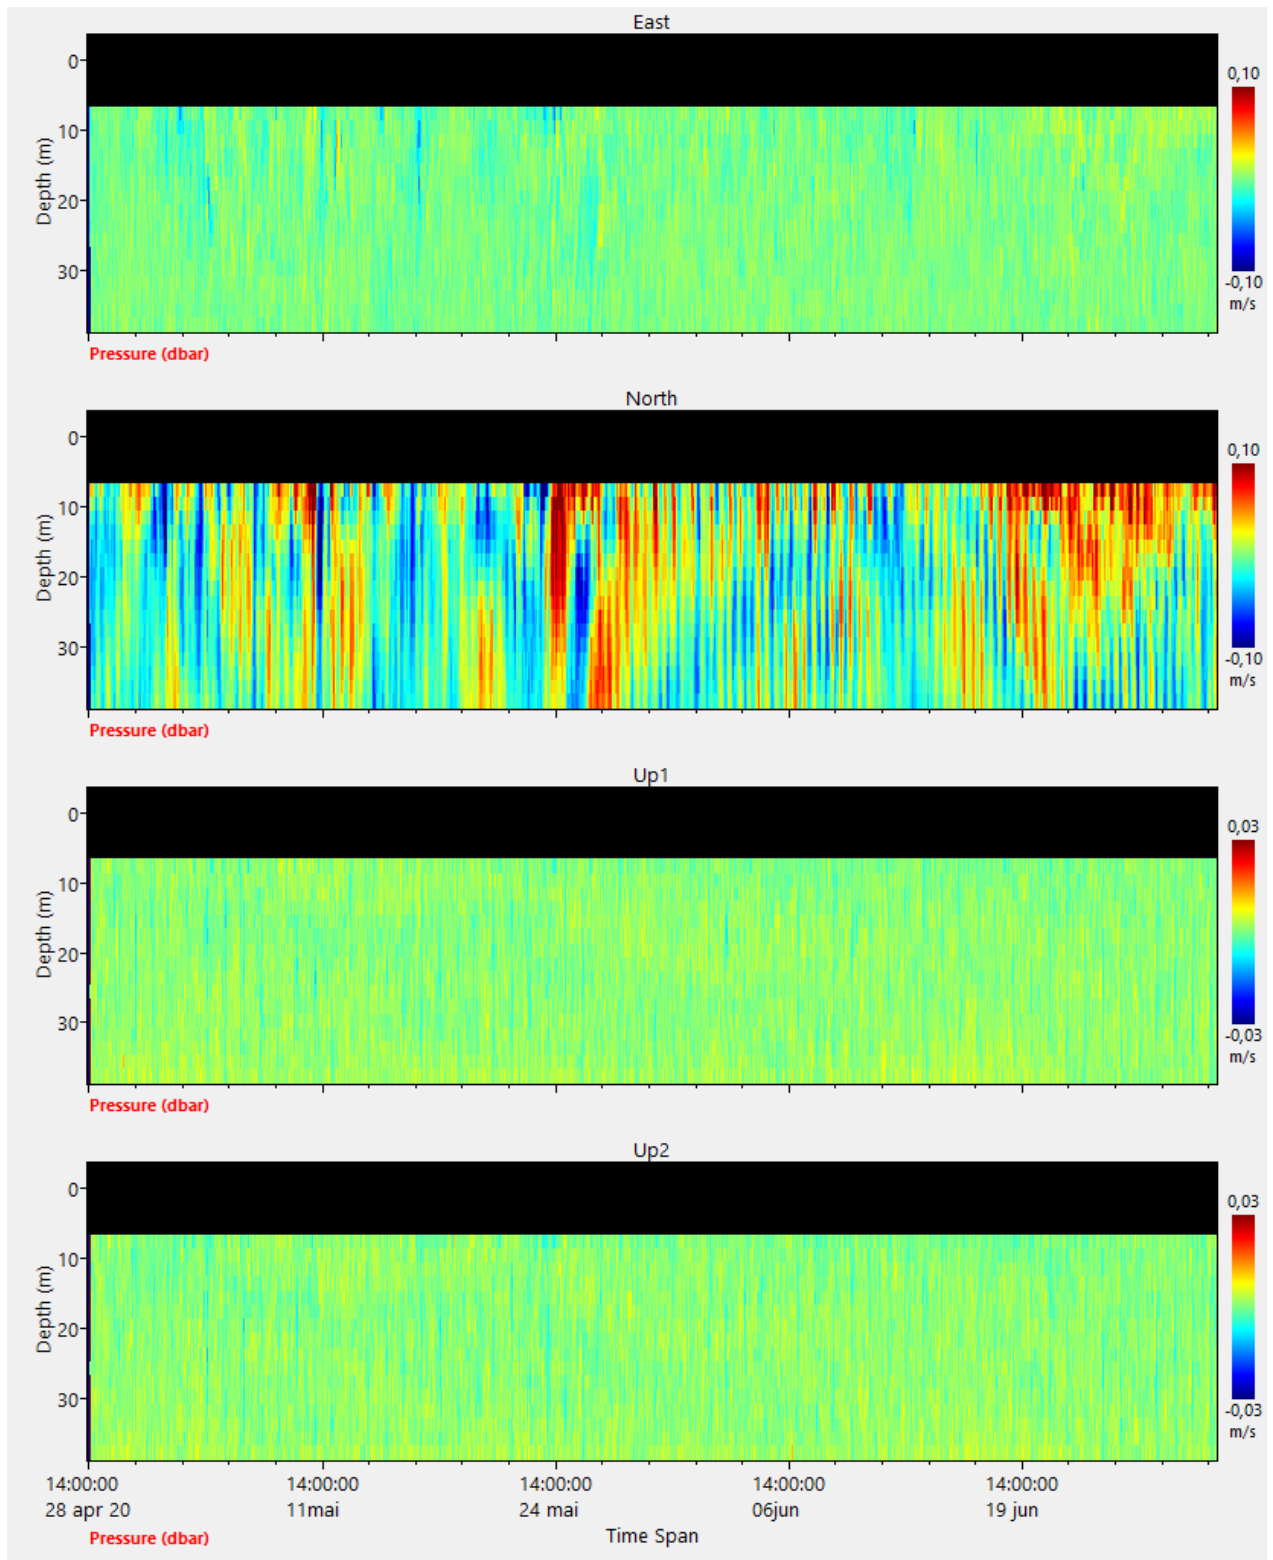 East
0,10
0
10
20
30
Depth (m)
-0,10
m/s
Pressure (dbar)
North
0,10
0
10
20
30
Depth (m)
-0,10
m/s
Pressure (dbar)
Up1
0,03
0
10
20
30
Depth (m)
-0,03
m/s
Pressure (dbar)
Up2
0,03
0
10
20
30
Depth (m)
-0,03
m/s
14:00:00 14:00:00 14:00:00 14:00:00 14:00:00
28 apr 20 11mai 24 mai 06jun 19 jun
Pressure (dbar) Time Span